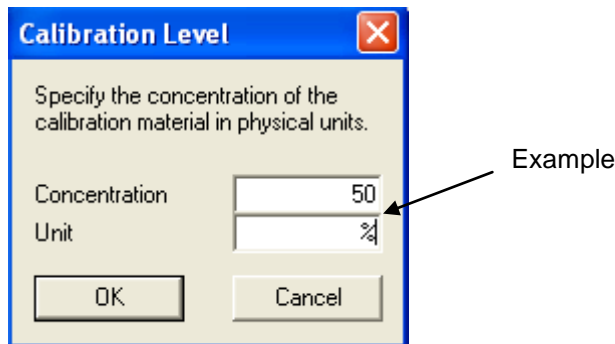 Calibration Level
Specify the concentration of the
calibration material in physical units.
Example
Concentration 50
Unit %
OK Cancel